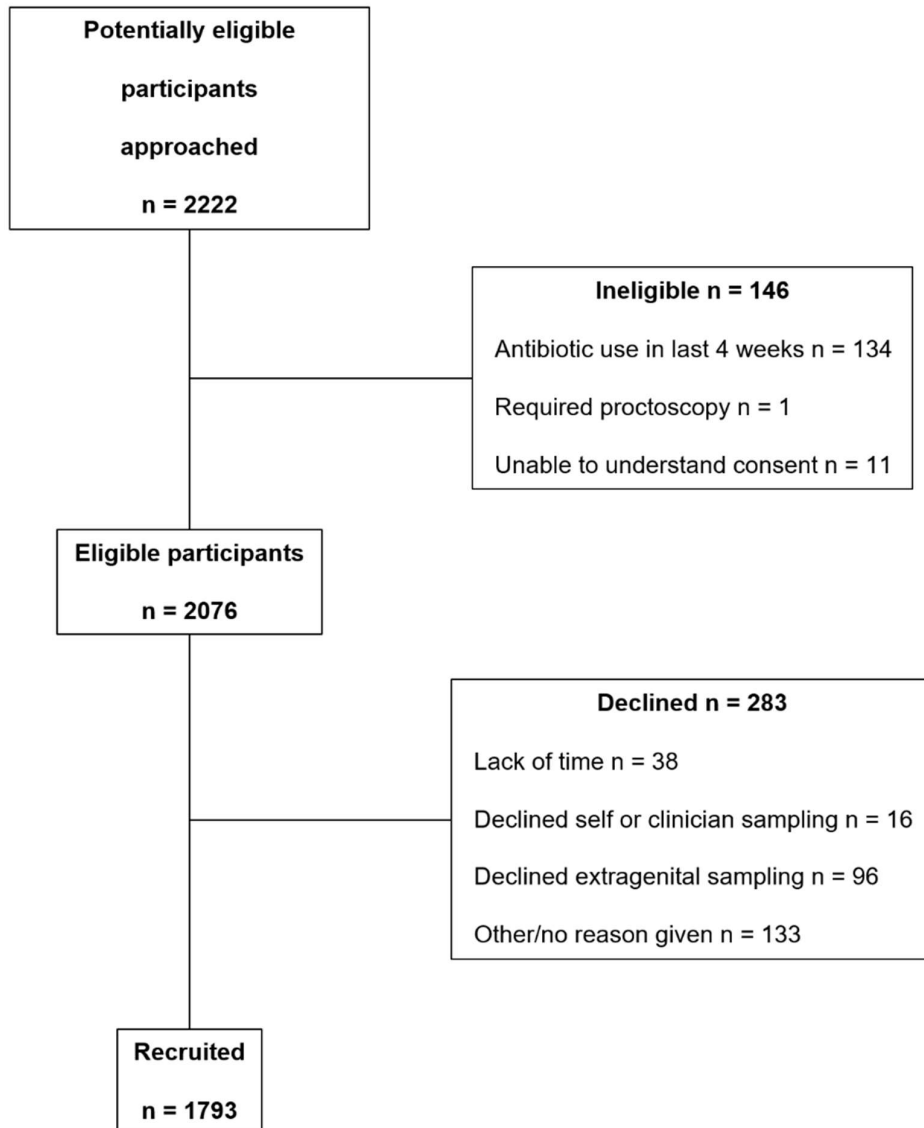 Potentially eligible
participants
approached
n = 2222
Ineligible n = 146
Antibiotic use in last 4 weeks n = 134
Required proctoscopy n = 1
Unable to understand consent n = 11
Eligible participants
n = 2076
Declined n = 283
Lack of time n = 38
Declined self or clinician sampling n = 16
Declined extragenital sampling n = 96
Other/no reason given n = 133
Recruited
n = 1793